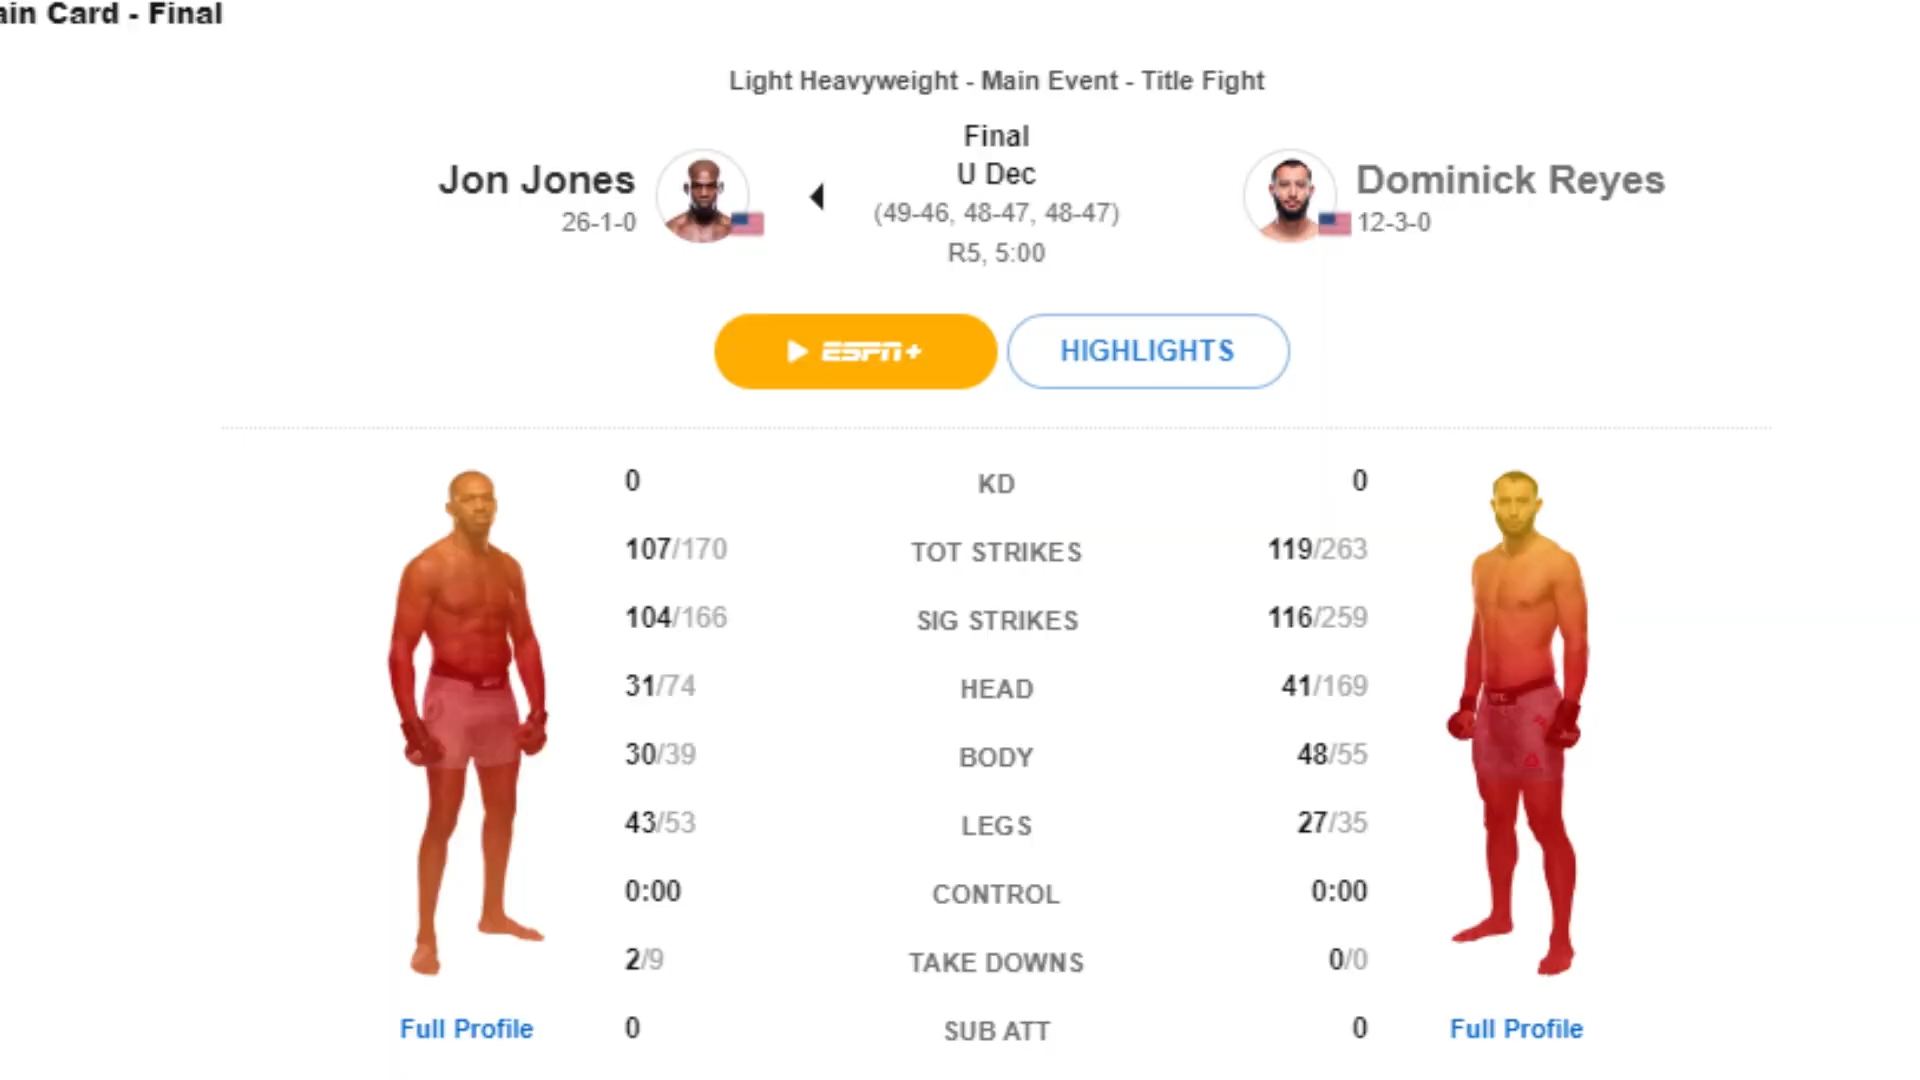 ain Card - Final
Light Heavyweight - Main Event - Title Fight
Final
Jon Jones
U Dec
Dominick Reyes
26-1-0
(49-46, 48-47, 48-47)
12-3-0
R5, 5:00
ESPN+
HIGHLIGHTS
0 KD 0
107/170 TOT STRIKES 119/263
104/166 SIG STRIKES 116/259
31/74 HEAD 41/169
30/39 BODY 48/55
43/53 LEGS 27/35
0:00 CONTROL 0:00
2/9 TAKE DOWNS 0/0
Full Profile 0 SUB ATT 0 Full Profile